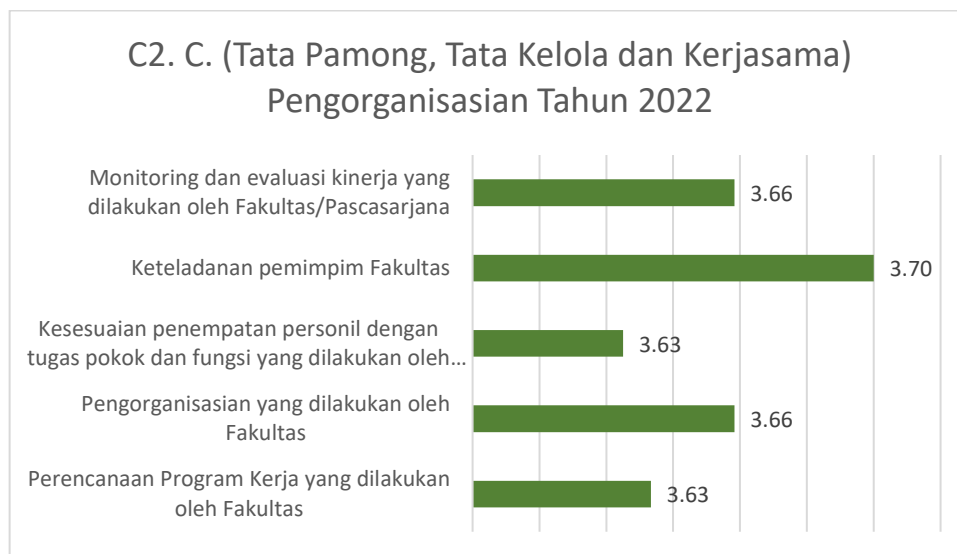 C2. C. (Tata Pamong, Tata Kelola dan Kerjasama)
Pengorganisasian Tahun 2022
Monitoring dan evaluasi kinerja yang
dilakukan oleh Fakultas/Pascasarjana
3.66
Keteladanan pemimpim Fakultas
3.70
Kesesuaian penempatan personil dengan
tugas pokok dan fungsi yang dilakukan oleh...
3.63
Pengorganisasian yang dilakukan oleh
Fakultas
3.66
Perencanaan Program Kerja yang dilakukan
oleh Fakultas
3.63